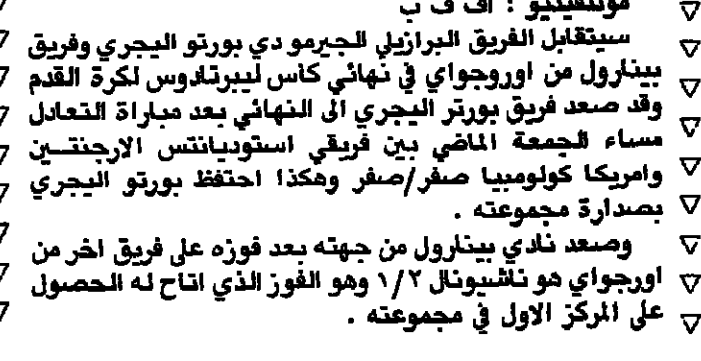 مونتفيديو : اف ف ب
سيتقابل الفريق البرازيلي الجيرمو دي بورتو اليجري وفريق
بينارول من اوروجواي في نهائي كاس ليبرتادوس لكرة القدم
وقد صعد فريق بورتر اليجري الى النهائي بعد مباراة التعادل
مساء الجمعة الماضي بين فريقي استوديانتس الارجنتــين
وامريكا كولومبيا صفر/صفر وهكذا احتفظ بورتو اليجري
بصدارة مجموعته .
وصعد نادي بينارول من جهته بعد فوزه على فريق اخر من
اورجواي هو ناشيونال ١/٢ وهو الفوز الذي اتاح له الحصول
على المركز الاول في مجموعته .